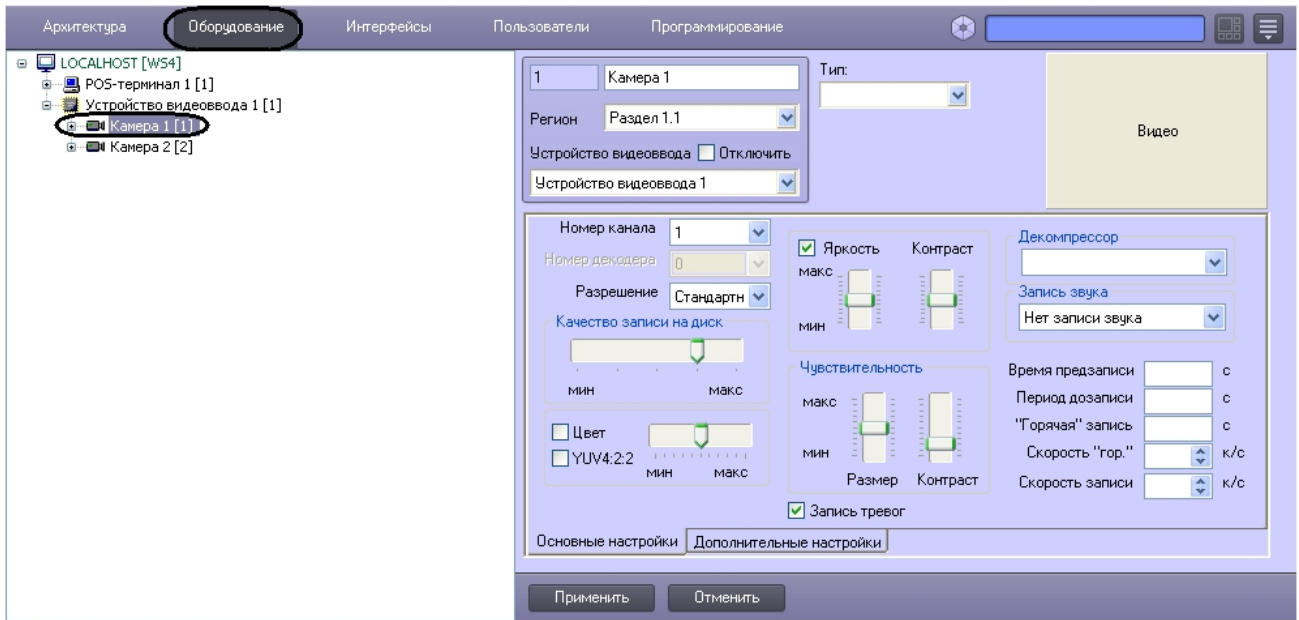 Архитектура Оборудование Интерфейсы Пользователи Программирование
LOCALHOST [WS4]
POS-терминал 1 [1]
Устройство видеоввода 1 [1]
Камера 1 [1]
Камера 2 [2]
1 Камера 1
Тип:
Регион Раздел 1.1
Устройство видеоввода Отключить
Устройство видеоввода 1
Видео
Номер канала 1
Номер декодера 0
Разрешение Стандартн
Качество записи на диск
мин макс
Цвет
YUV4:2:2
мин макс
Яркость Контраст
макс
мин
Чувствительность
макс
мин
Размер Контраст
Запись тревог
Декомпрессор
Запись звука
Нет записи звука
Время предзаписи с
Период дозаписи с
"Горячая" запись с
Скорость "гор." к/с
Скорость записи к/с
Основные настройки Дополнительные настройки
Применить Отменить